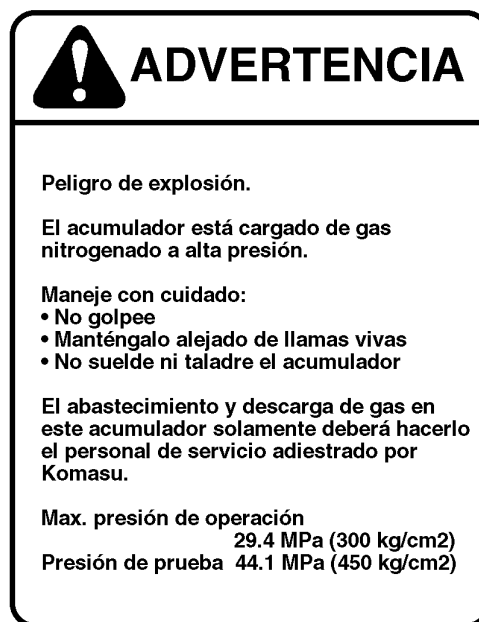 ADVERTENCIA
Peligro de explosión.
El acumulador está cargado de gas
nitrogenado a alta presión.
Maneje con cuidado:
• No golpee
• Manténgalo alejado de llamas vivas
• No suelde ni taladre el acumulador
El abastecimiento y descarga de gas en
este acumulador solamente deberá hacerlo
el personal de servicio adiestrado por
Komasu.
Max. presión de operación
29.4 MPa (300 kg/cm2)
Presión de prueba 44.1 MPa (450 kg/cm2)